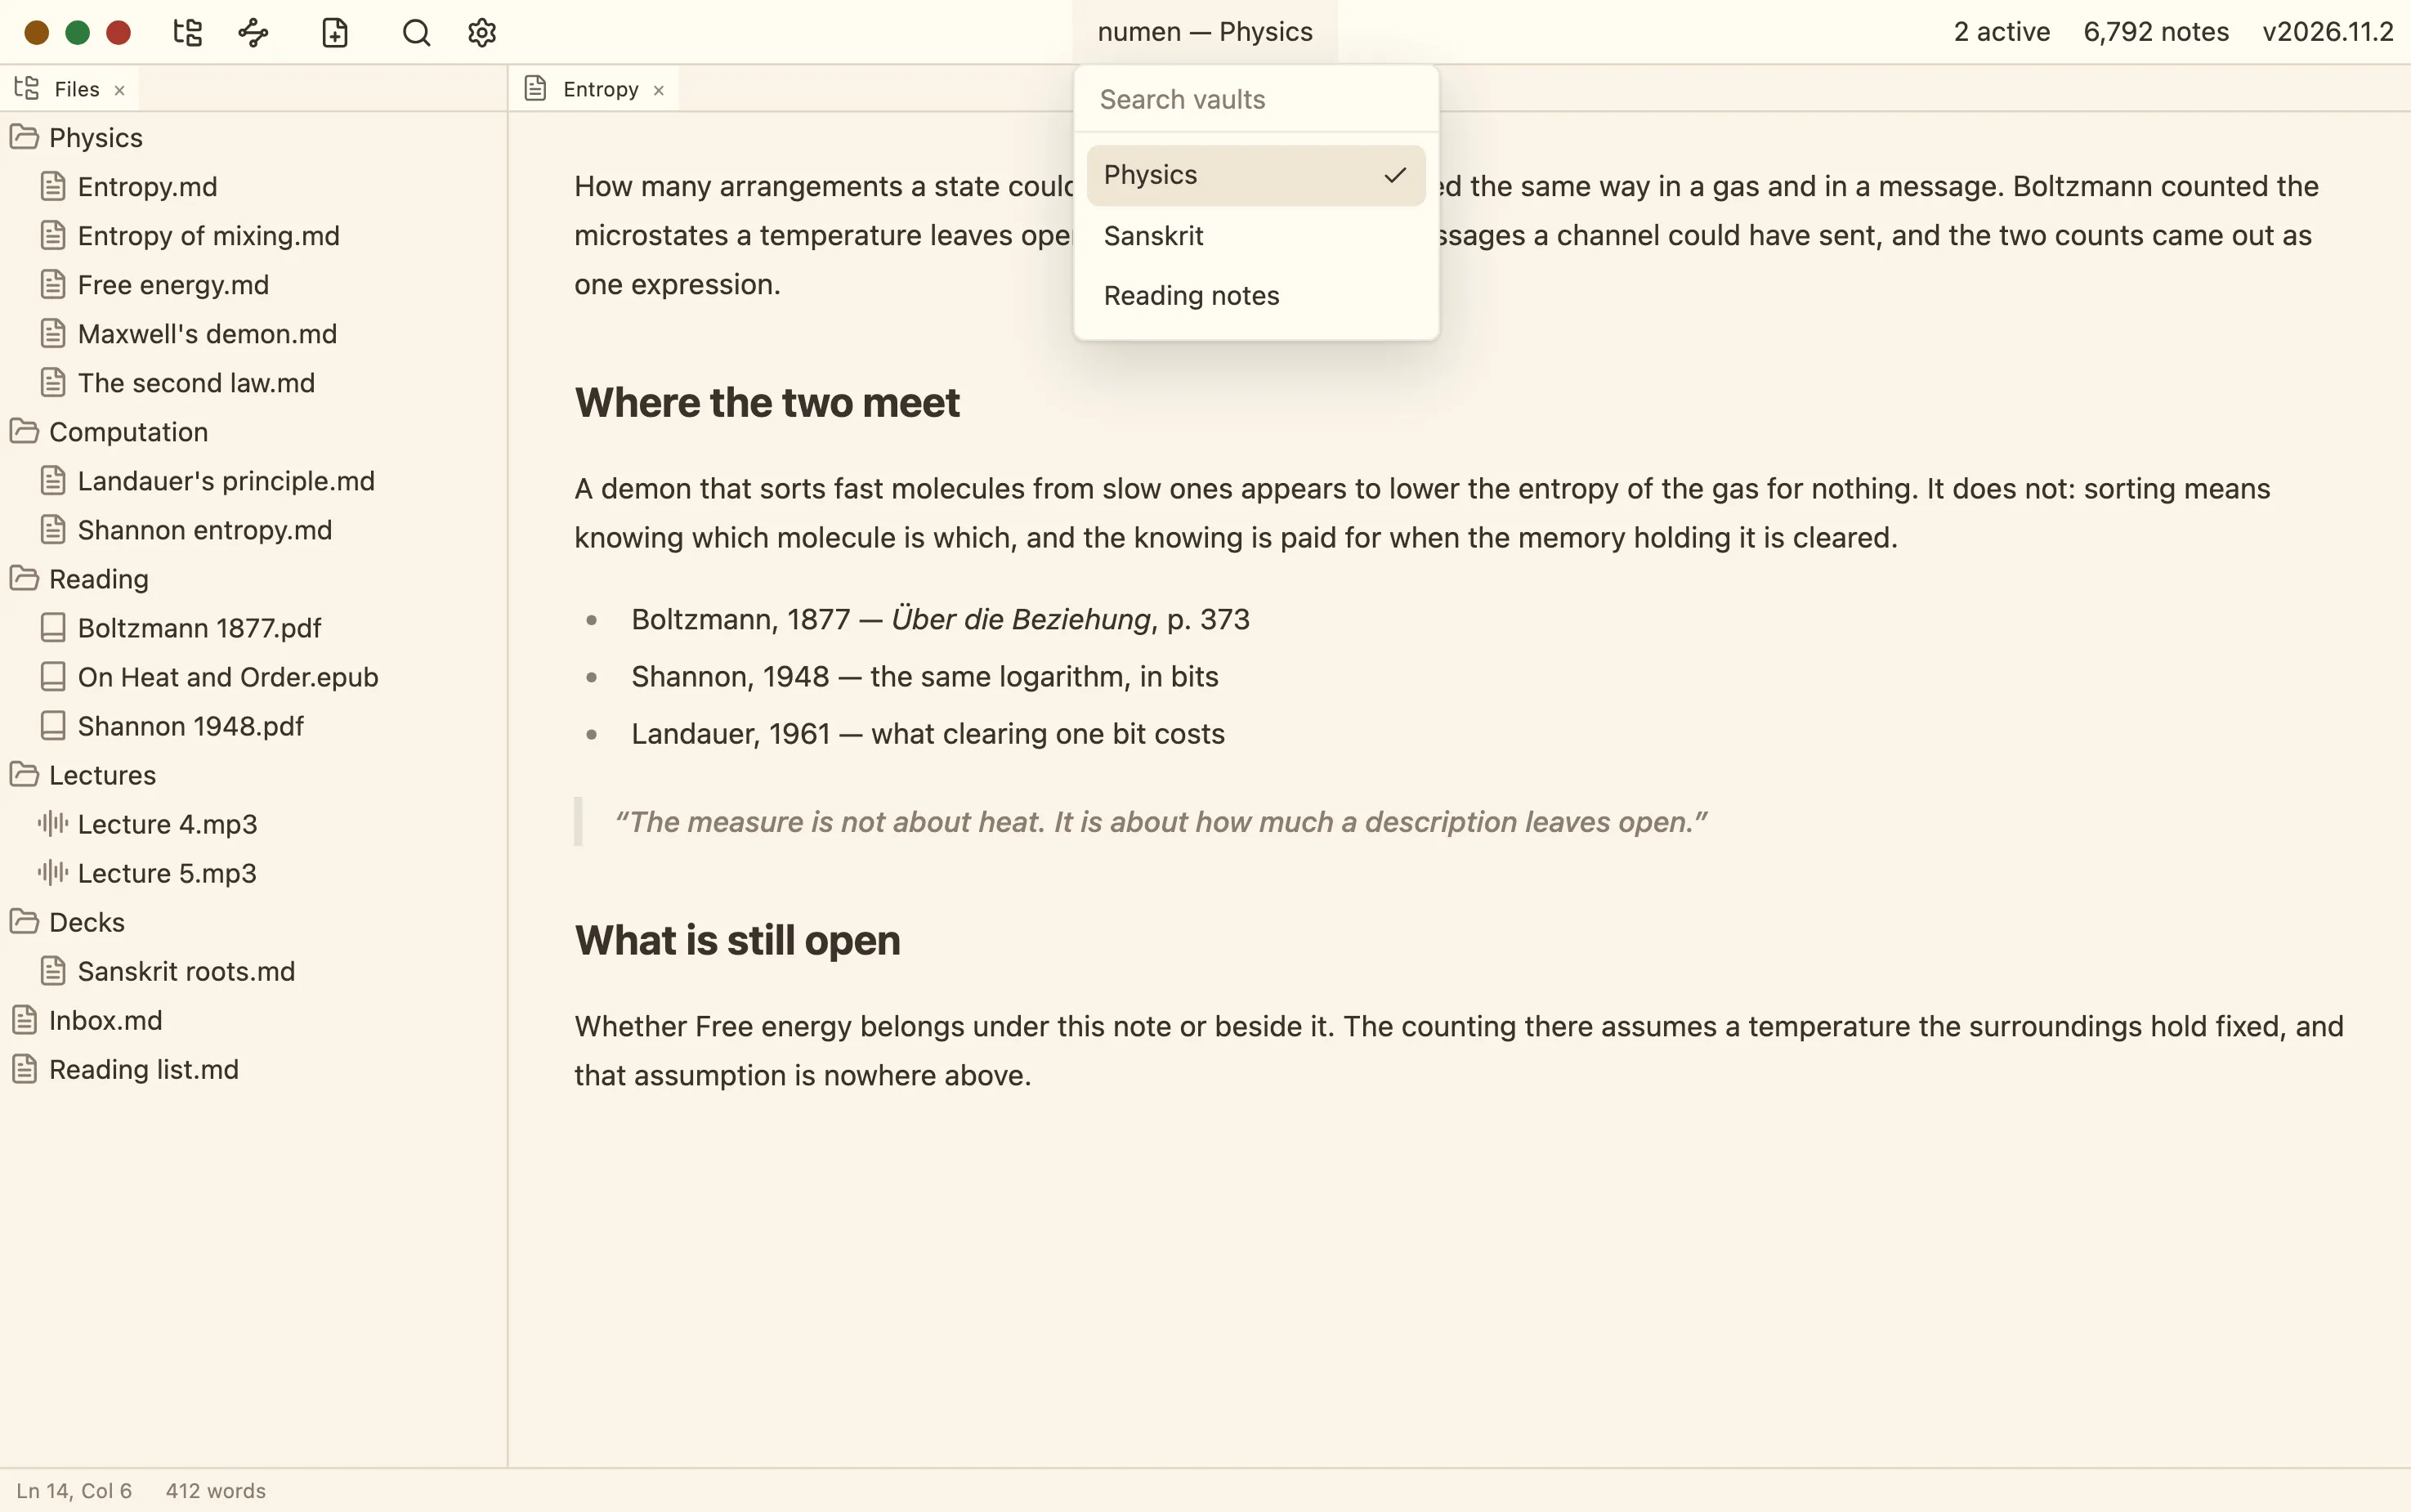 numen — Physics
2 active 6,792 notes v2026.11.2
Files ×
Entropy ×
Search vaults
Physics
Sanskrit
Reading notes
Physics
Entropy.md
Entropy of mixing.md
Free energy.md
Maxwell's demon.md
The second law.md
Computation
Landauer's principle.md
Shannon entropy.md
Reading
Boltzmann 1877.pdf
On Heat and Order.epub
Shannon 1948.pdf
Lectures
Lecture 4.mp3
Lecture 5.mp3
Decks
Sanskrit roots.md
Inbox.md
Reading list.md
How many arrangements a state the same way in a gas and in a message. Boltzmann counted the
microstates a temperature leaves a channel could have sent, and the two counts came out as
one expression.
Where the two meet
A demon that sorts fast molecules from slow ones appears to lower the entropy of the gas for nothing. It does not: sorting means
knowing which molecule is which, and the knowing is paid for when the memory holding it is cleared.
• Boltzmann, 1877 — Über die Beziehung, p. 373
• Shannon, 1948 — the same logarithm, in bits
• Landauer, 1961 — what clearing one bit costs
“The measure is not about heat. It is about how much a description leaves open.”
What is still open
Whether Free energy belongs under this note or beside it. The counting there assumes a temperature the surroundings hold fixed, and
that assumption is nowhere above.
Ln 14, Col 6 412 words